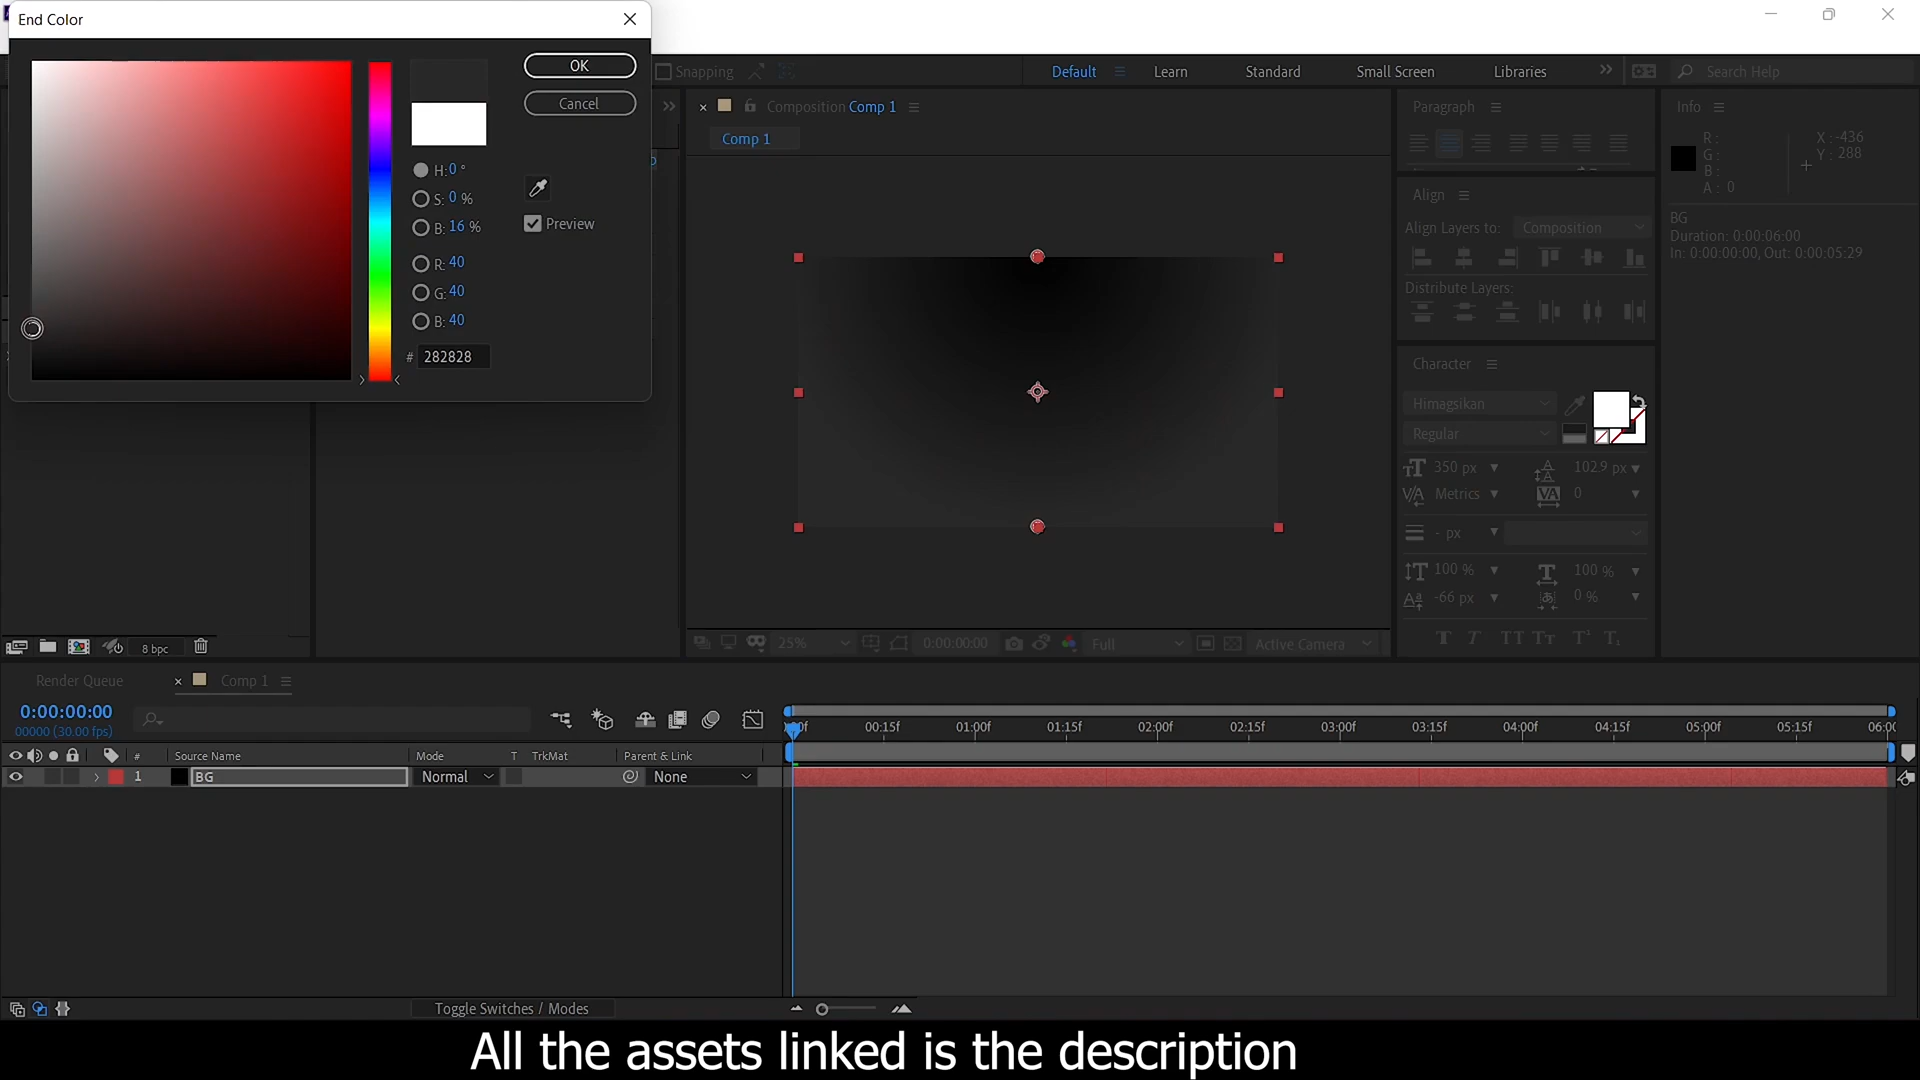 End Color
OK
Cancel
H: 0 °
S: 0 %
B: 16 %
Preview
R: 40
G: 40
B: 40
# 282828
Snapping
Default
Learn
Standard
Small Screen
Libraries
Search Help
Composition Comp 1
Comp 1
Paragraph
Info
R:
G:
B:
A: 0
X: -436
Y: 288
BG
Duration: 0:00:06:00
In: 0:00:00:00, Out: 0:00:05:29
Align
Align Layers to: Composition
Distribute Layers:
Character
Himagsikan
Regular
350 px
102.9 px
Metrics
0
- px
100 %
100 %
-66 px
0 %
8 bpc
25%
0:00:00:00
Full
Active Camera
Render Queue
Comp 1
0:00:00:00
00000 (30.00 fps)
00:15f 01:00f 01:15f 02:00f 02:15f 03:00f 03:15f 04:00f 04:15f 05:00f 05:15f
# Source Name Mode T TrkMat Parent & Link
1 BG Normal None
Toggle Switches / Modes
All the assets linked is the description